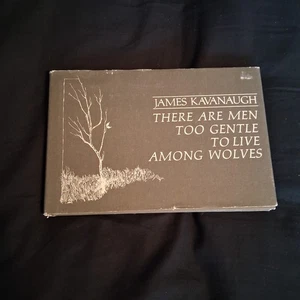 JAMES KAVANAUGH
THERE ARE MEN
TOO GENTLE
TO LIVE
AMONG WOLVES